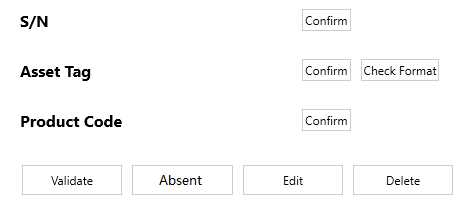 S/N Confirm
Asset Tag Confirm Check Format
Product Code Confirm
Validate Absent Edit Delete